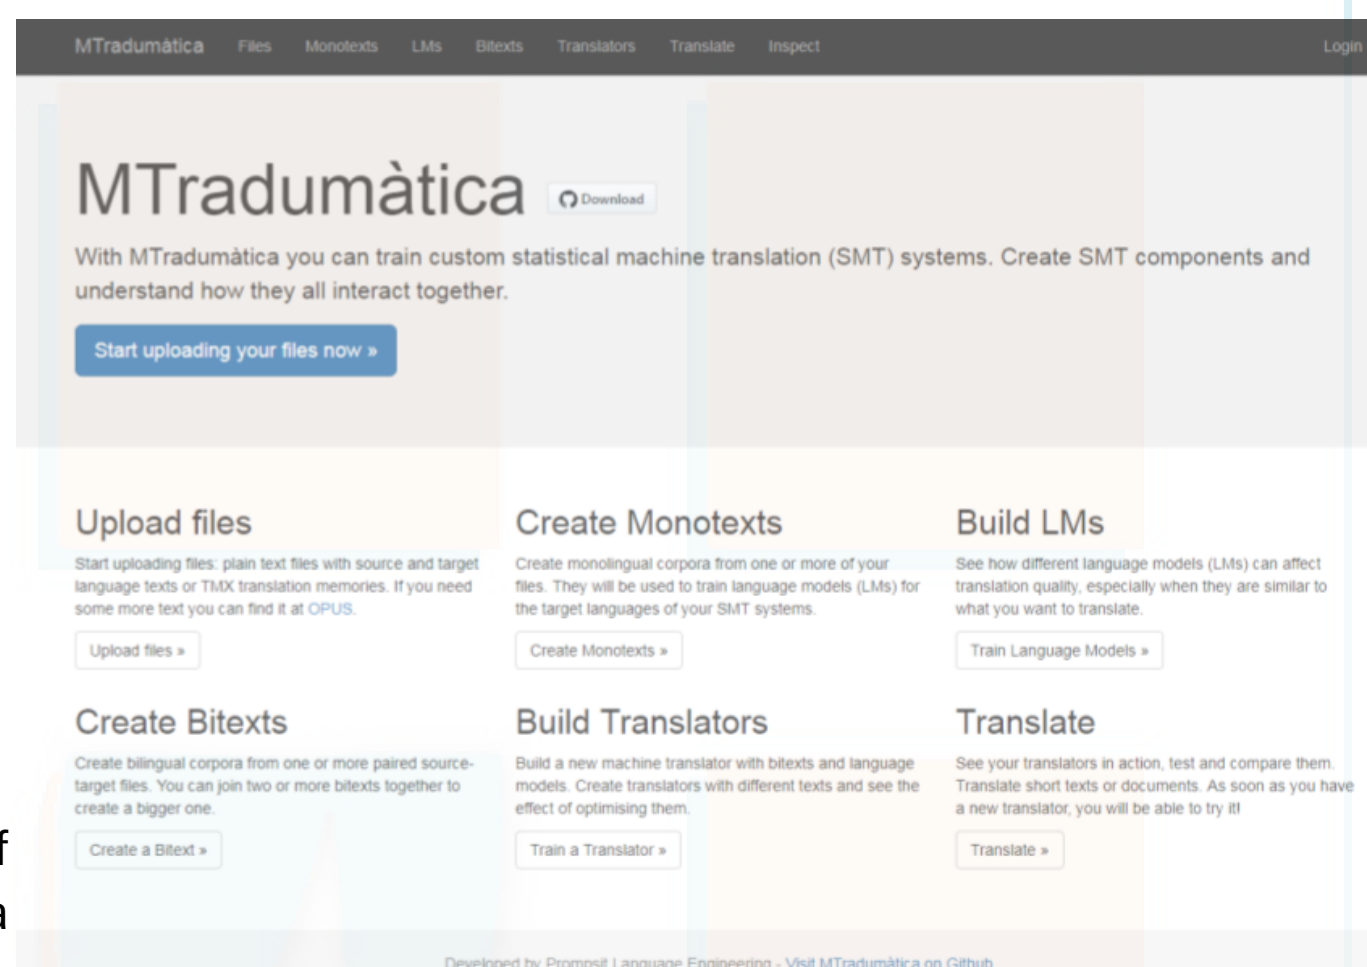 MTradumàtica Files Monotexts LMs Bitexts Translators Translate Inspect Login
MTradumàtica Download
With MTradumàtica you can train custom statistical machine translation (SMT) systems. Create SMT components and
understand how they all interact together.
Start uploading your files now »
Upload files
Start uploading files: plain text files with source and target
language texts or TMX translation memories. If you need
some more text you can find it at OPUS.
Upload files »
Create Monotexts
Create monolingual corpora from one or more of your
files. They will be used to train language models (LMs) for
the target languages of your SMT systems.
Create Monotexts »
Build LMs
See how different language models (LMs) can affect
translation quality, especially when they are similar to
what you want to translate.
Train Language Models »
Create Bitexts
Create bilingual corpora from one or more paired source-
target files. You can join two or more bitexts together to
create a bigger one.
Create a Bitext »
Build Translators
Build a new machine translator with bitexts and language
models. Create translators with different texts and see the
effect of optimising them.
Train a Translator »
Translate
See your translators in action, test and compare them.
Translate short texts or documents. As soon as you have
a new translator, you will be able to try it!
Translate »
f
a
Developed by Prompsit Language Engineering - Visit MTradumàtica on Github